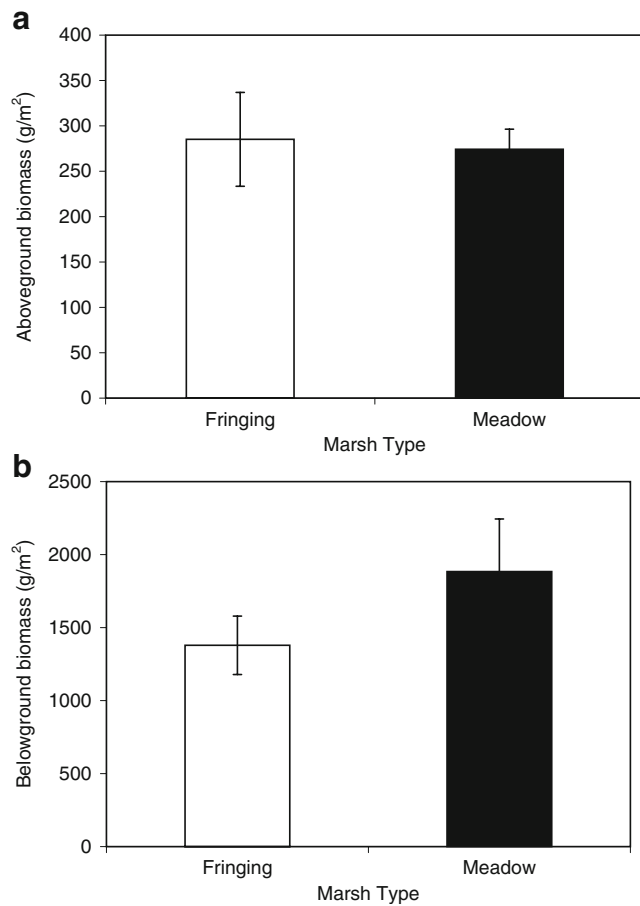 a
400
350
300
250
200
150
100
50
0
Aboveground biomass (g/m²)
Fringing Meadow
Marsh Type
b
2500
2000
1500
1000
500
0
Belowground biomass (g/m²)
Fringing Meadow
Marsh Type